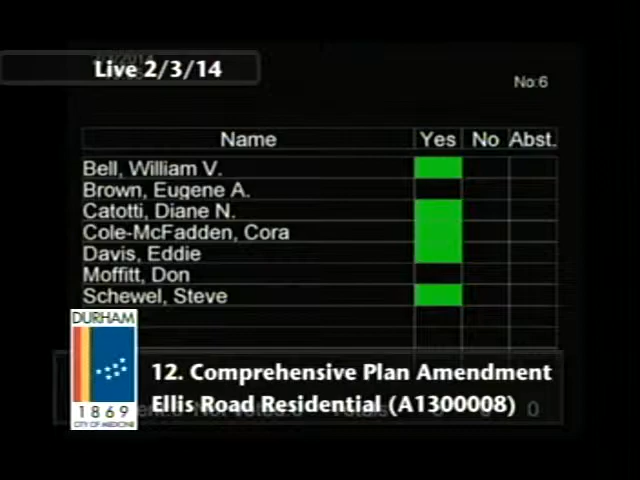 Live 2/3/14
No:6
Name Yes No Abst.
Bell, William V.
Brown, Eugene A.
Catotti, Diane N.
Cole-McFadden, Cora
Davis, Eddie
Moffitt, Don
Schewel, Steve
DURHAM
1869
CITY OF MEDICINE
12. Comprehensive Plan Amendment
Ellis Road Residential (A1300008)
0